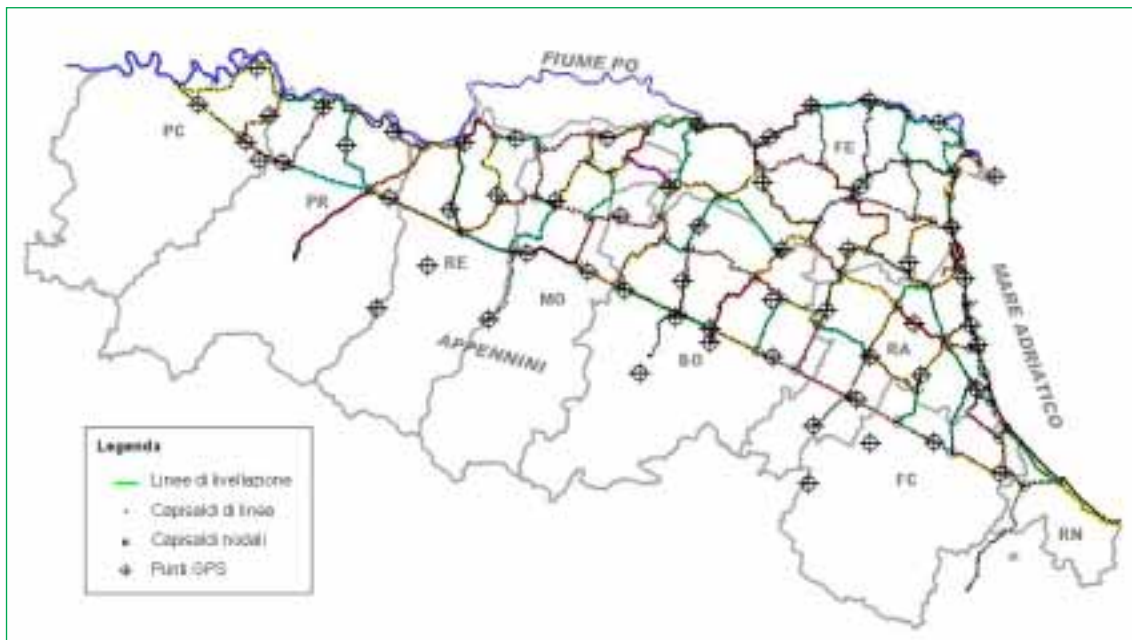 FIUME PO
PC
FE
PR
RE
MO
MARE ADRIATICO
APPENNINI
BO
RA
FC
RN
Legenda
Linee di livellazione
Capisaldi di linea
Capisaldi nodali
Punti GPS